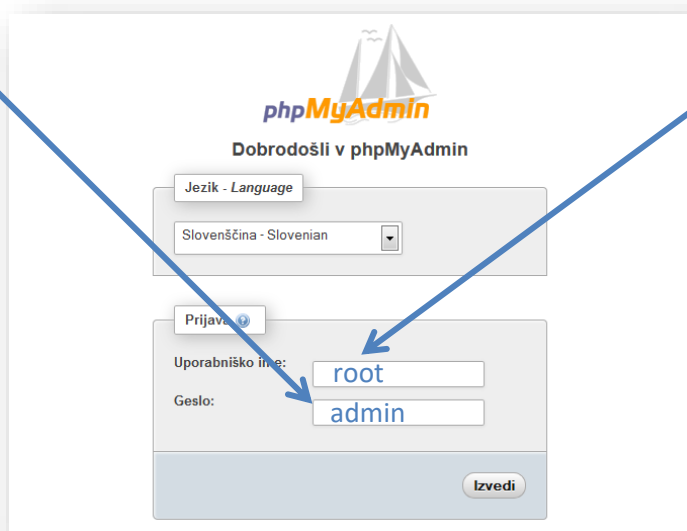 phpMyAdmin
Dobrodošli v phpMyAdmin
Jezik - Language
Slovenščina - Slovenian
Prijava
Uporabniško ime:
root
Geslo:
admin
Izvedi